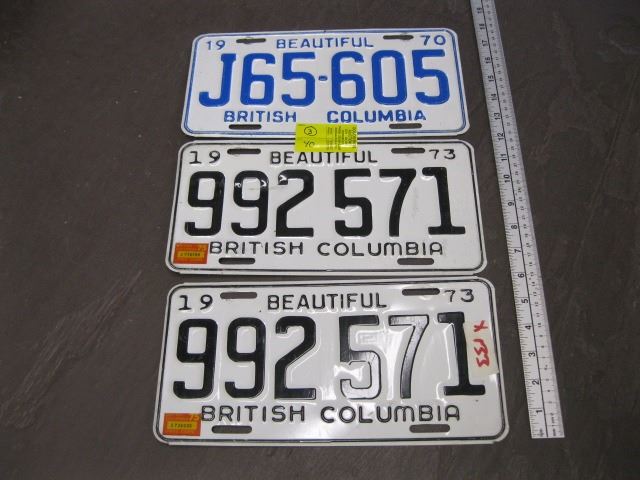 19 BEAUTIFUL 70
J65-605
BRITISH COLUMBIA
19 BEAUTIFUL 73
992 571
BRITISH COLUMBIA
19 BEAUTIFUL 73
992 571
BRITISH COLUMBIA